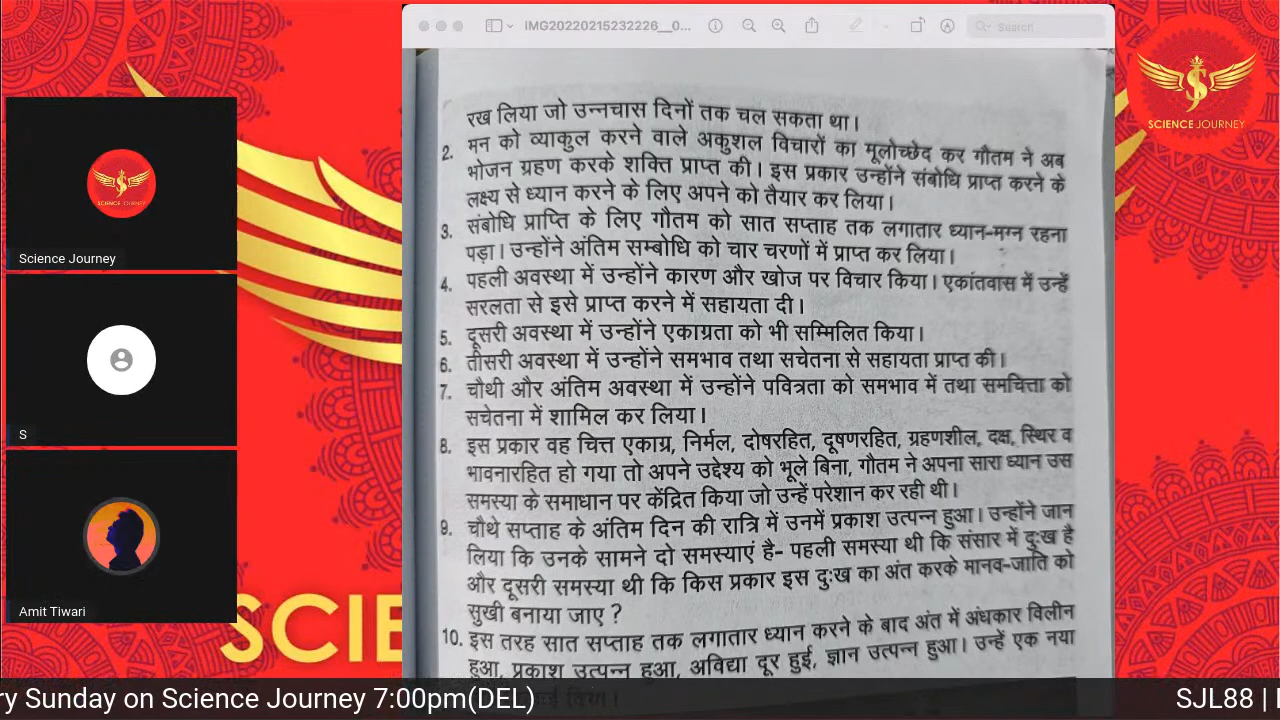 IMG20220215232226__0...
Search
SCIENCE JOURNEY
SCIENCE JOURNEY
Science Journey
S
Amit Tiwari
SCIE
रख लिया जो उन्नचास दिनों तक चल सकता था।
2. मन को व्याकुल करने वाले अकुशल विचारों का मूलोच्छेद कर गौतम ने अब
भोजन ग्रहण करके शक्ति प्राप्त की। इस प्रकार उन्होंने संबोधि प्राप्त करने के
लक्ष्य से ध्यान करने के लिए अपने को तैयार कर लिया।
3. संबोधि प्राप्ति के लिए गौतम को सात सप्ताह तक लगातार ध्यान-मग्न रहना
पड़ा। उन्होंने अंतिम सम्बोधि को चार चरणों में प्राप्त कर लिया।
4. पहली अवस्था में उन्होंने कारण और खोज पर विचार किया। एकांतवास में उन्हें
सरलता से इसे प्राप्त करने में सहायता दी।
5. दूसरी अवस्था में उन्होंने एकाग्रता को भी सम्मिलित किया।
6. तीसरी अवस्था में उन्होंने समभाव तथा सचेतना से सहायता प्राप्त की।
7. चौथी और अंतिम अवस्था में उन्होंने पवित्रता को समभाव में तथा समचित्ता को
सचेतना में शामिल कर लिया।
8. इस प्रकार वह चित्त एकाग्र, निर्मल, दोषरहित, दूषणरहित, ग्रहणशील, दक्ष, स्थिर व
भावनारहित हो गया तो अपने उद्देश्य को भूले बिना, गौतम ने अपना सारा ध्यान उस
समस्या के समाधान पर केंद्रित किया जो उन्हें परेशान कर रही थी।
9. चौथे सप्ताह के अंतिम दिन की रात्रि में उनमें प्रकाश उत्पन्न हुआ। उन्होंने जान
लिया कि उनके सामने दो समस्याएं है- पहली समस्या थी कि संसार में दुःख है
और दूसरी समस्या थी कि किस प्रकार इस दुःख का अंत करके मानव-जाति को
सुखी बनाया जाए ?
10. इस तरह सात सप्ताह तक लगातार ध्यान करने के बाद अंत में अंधकार विलीन
हुआ, प्रकाश उत्पन्न हुआ, अविद्या दूर हुई, ज्ञान उत्पन्न हुआ। उन्हें एक नया
ry Sunday on Science Journey 7:00pm(DEL)
SJL88 |